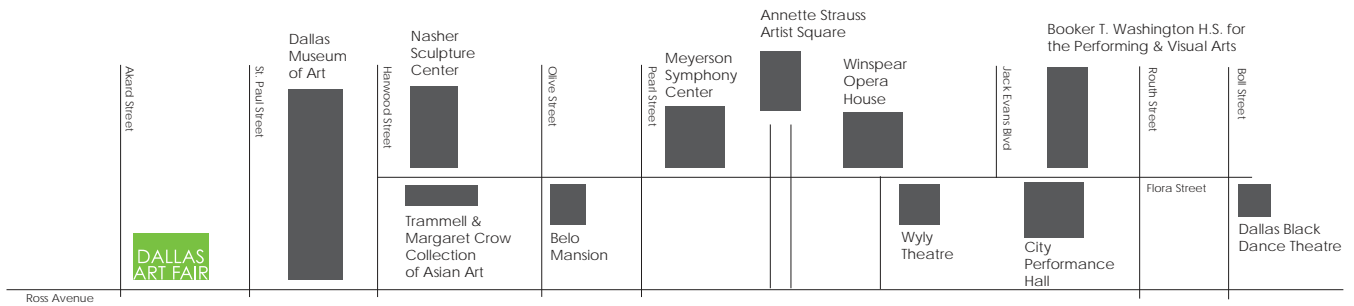 Akard Street
DALLAS
ART FAIR
St. Paul Street
Dallas
Museum
of Art
Harwood Street
Nasher
Sculpture
Center
Trammell &
Margaret Crow
Collection
of Asian Art
Olive Street
Belo
Mansion
Pearl Street
Meyerson
Symphony
Center
Annette Strauss
Artist Square
Winspear
Opera
House
Wyly
Theatre
Jack Evans Blvd
Booker T. Washington H.S. for
the Performing & Visual Arts
City
Performance
Hall
Routh Street
Flora Street
Boll Street
Dallas Black
Dance Theatre
Ross Avenue